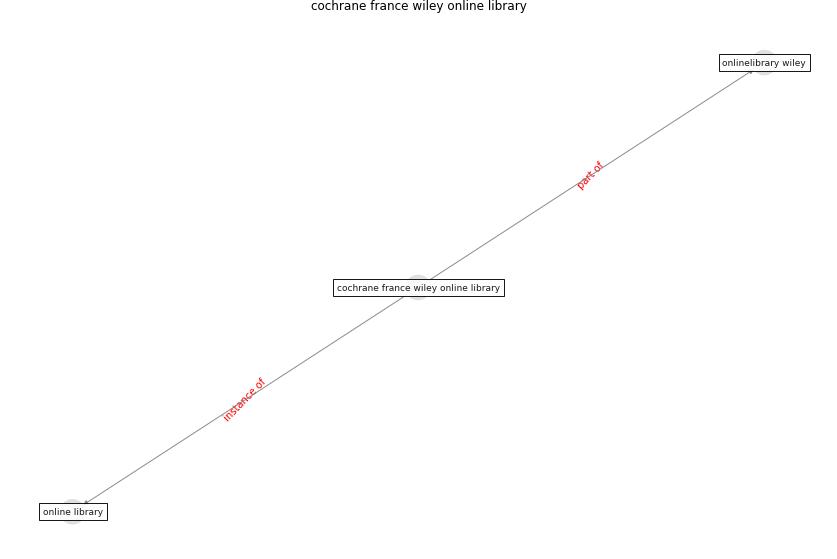 cochrane france wiley online library
onlinelibrary wiley
part of
cochrane france wiley online library
instance of
online library